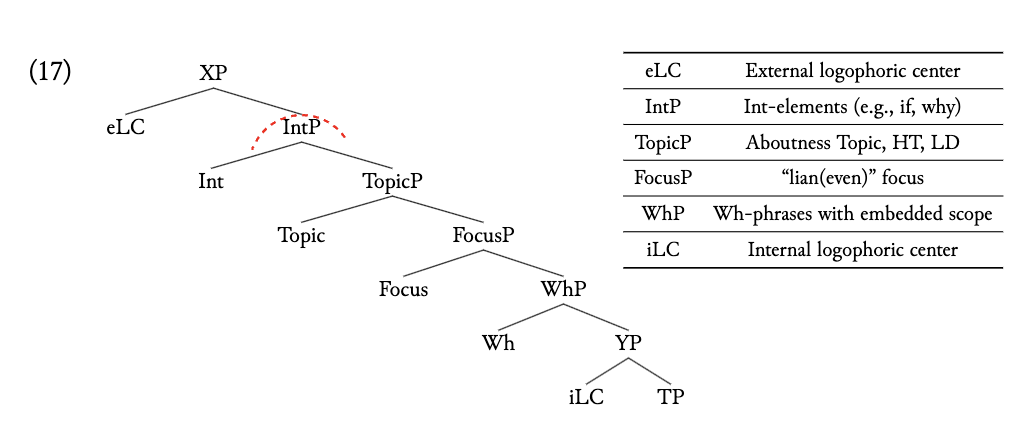 (17)
XP
eLC IntP
Int TopicP
Topic FocusP
Focus WhP
Wh YP
iLC TP
eLC External logophoric center
IntP Int-elements (e.g., if, why)
TopicP Aboutness Topic, HT, LD
FocusP “lian(even)” focus
WhP Wh-phrases with embedded scope
iLC Internal logophoric center